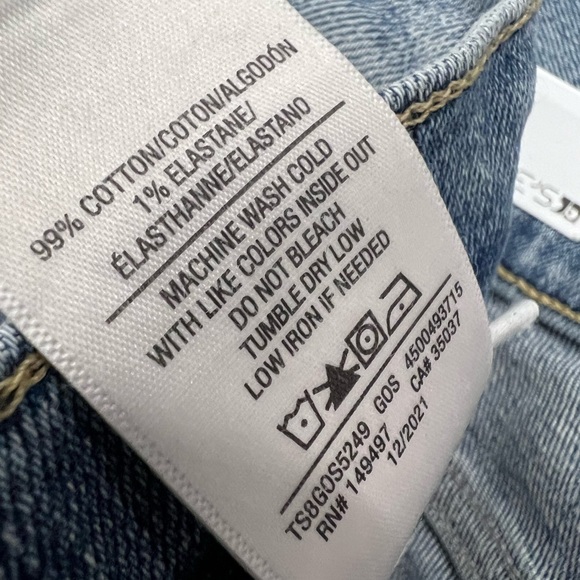 99% COTTON/COTON/ALGODÓN
1% ELASTANE/
ÉLASTHANNE/ELASTANO
MACHINE WASH COLD
WITH LIKE COLORS INSIDE OUT
DO NOT BLEACH
TUMBLE DRY LOW
LOW IRON IF NEEDED
TS8GOS5249 GOS 4500493715
RN# 149497 CA# 35037
12/2021